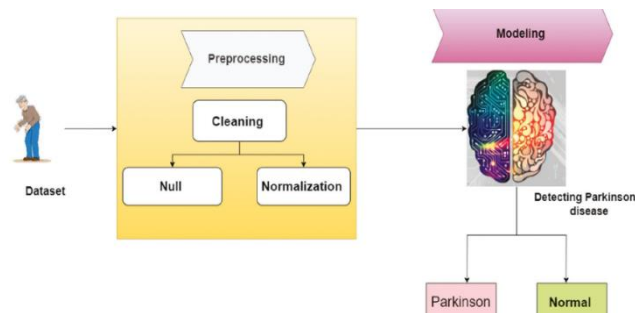 Modeling
Preprocessing
Cleaning
Null
Normalization
Dataset
Detecting Parkinson
disease
Parkinson
Normal